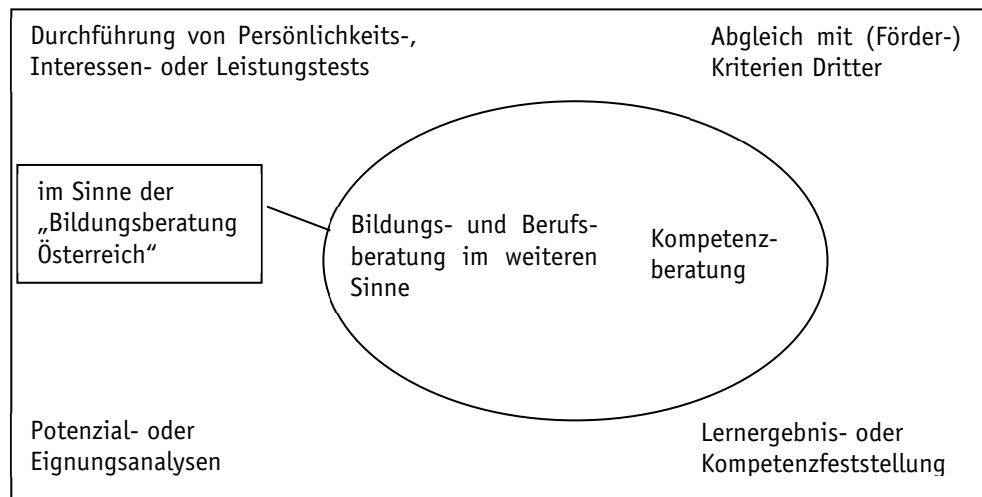 Durchführung von Persönlichkeits-,
Interessen- oder Leistungstests
Abgleich mit (Förder-)
Kriterien Dritter
im Sinne der
„Bildungsberatung
Österreich“
Bildungs- und Berufs-
beratung im weiteren
Sinne
Kompetenz-
beratung
Potenzial- oder
Eignungsanalysen
Lernergebnis- oder
Kompetenzfeststellung